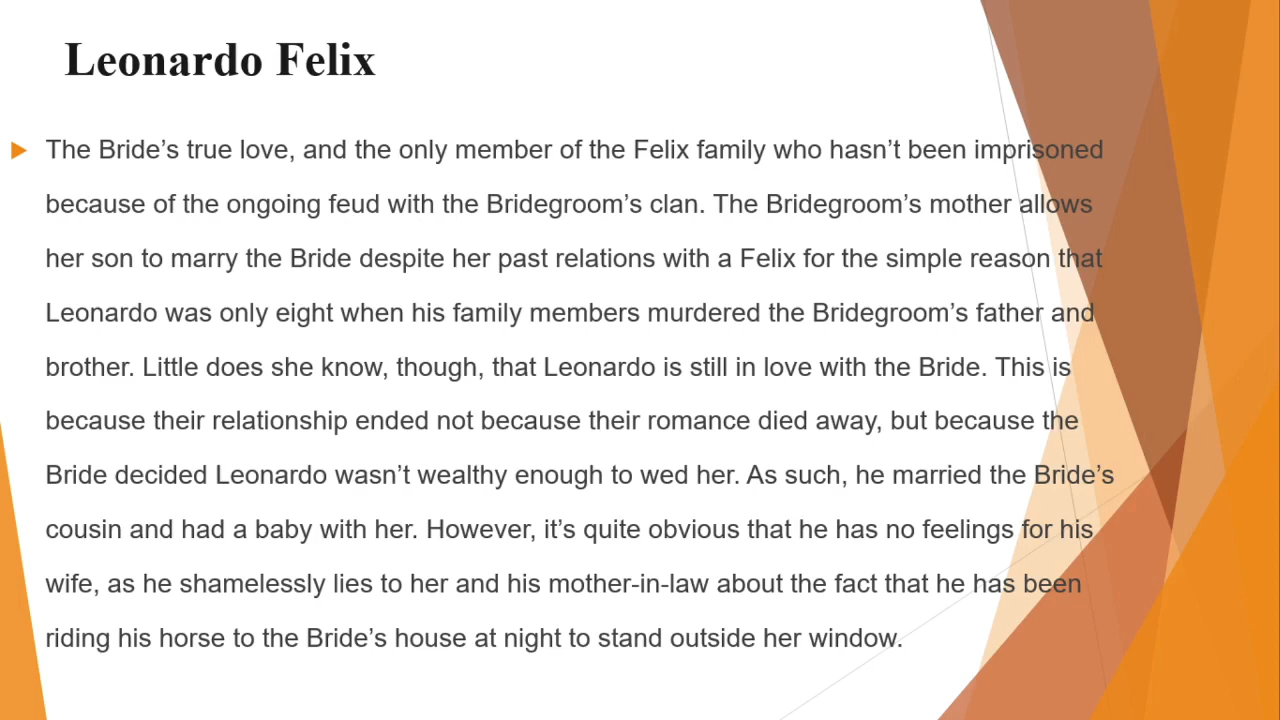 Leonardo Felix
The Bride’s true love, and the only member of the Felix family who hasn’t been imprisoned
because of the ongoing feud with the Bridegroom’s clan. The Bridegroom’s mother allows
her son to marry the Bride despite her past relations with a Felix for the simple reason that
Leonardo was only eight when his family members murdered the Bridegroom’s father and
brother. Little does she know, though, that Leonardo is still in love with the Bride. This is
because their relationship ended not because their romance died away, but because the
Bride decided Leonardo wasn’t wealthy enough to wed her. As such, he married the Bride’s
cousin and had a baby with her. However, it’s quite obvious that he has no feelings for his
wife, as he shamelessly lies to her and his mother-in-law about the fact that he has been
riding his horse to the Bride’s house at night to stand outside her window.